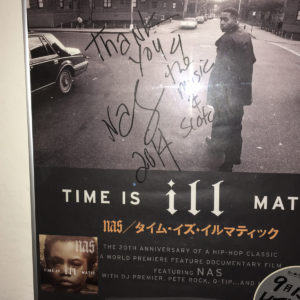 Thank
you 4
the
music
&
NAS
2014
TIME IS ill MAT
nas/タイム・イズ・イルマティック
THE 20TH ANNIVERSARY OF A HIP-HOP CLASSIC
A WORLD PREMIERE FEATURE DOCUMENTARY FILM
FEATURING NAS
WITH DJ PREMIER, PETE ROCK, Q-TIP...AND
nas
TIME IS ill MATIC